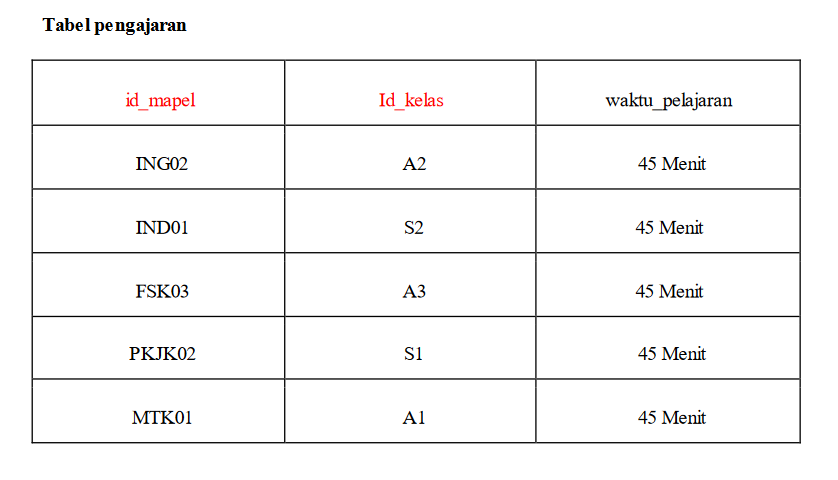 Tabel pengajaran
id_mapel Id_kelas waktu_pelajaran
ING02 A2 45 Menit
IND01 S2 45 Menit
FSK03 A3 45 Menit
PKJK02 S1 45 Menit
MTK01 A1 45 Menit